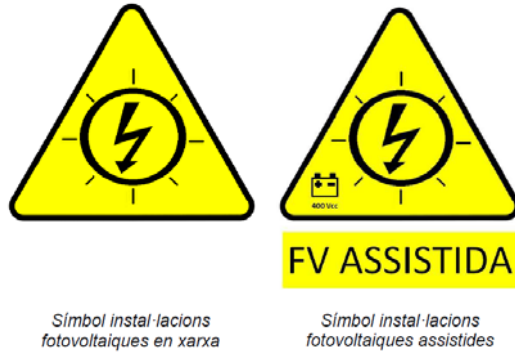 400 Vcc
FV ASSISTIDA
Símbol instal·lacions
fotovoltaiques en xarxa
Símbol instal·lacions
fotovoltaiques assistides